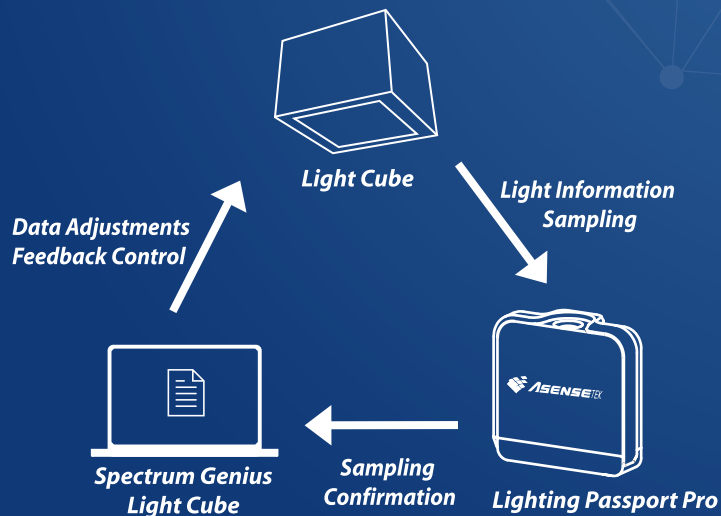 Light Cube
Light Information
Sampling
Data Adjustments
Feedback Control
ASENSETEK
Spectrum Genius
Light Cube
Sampling
Confirmation
Lighting Passport Pro